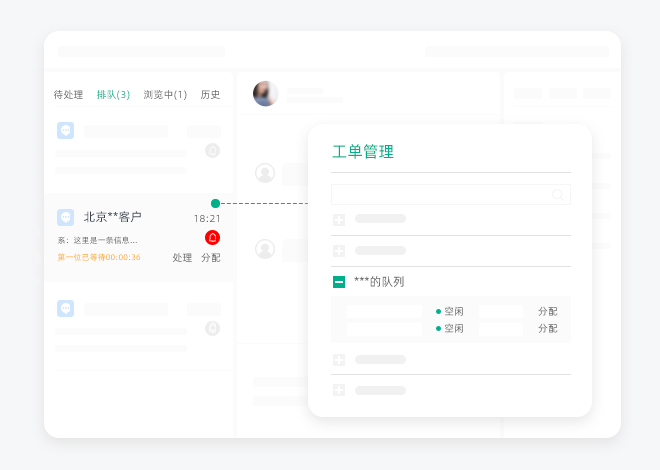 待处理 排队(3) 浏览中(1) 历史
北京**客户
18:21
系：这里是一条信息...
第一位已等待00:00:36
处理 分配
工单管理
***的队列
空闲 分配
空闲 分配